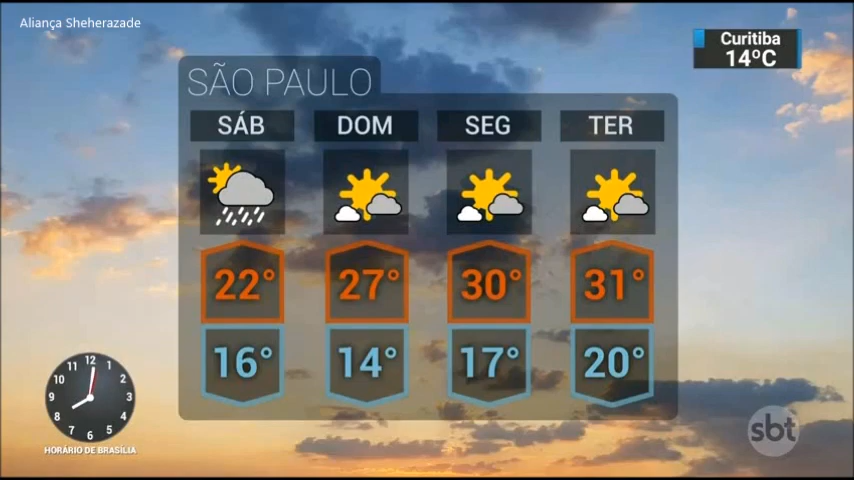 Aliança Sheherazade
Curitiba
14ºC
SÃO PAULO
SÁB DOM SEG TER
22° 27° 30° 31°
16° 14° 17° 20°
12
11 1
10 2
9 3
8 4
7 5
6
HORÁRIO DE BRASÍLIA
sbt